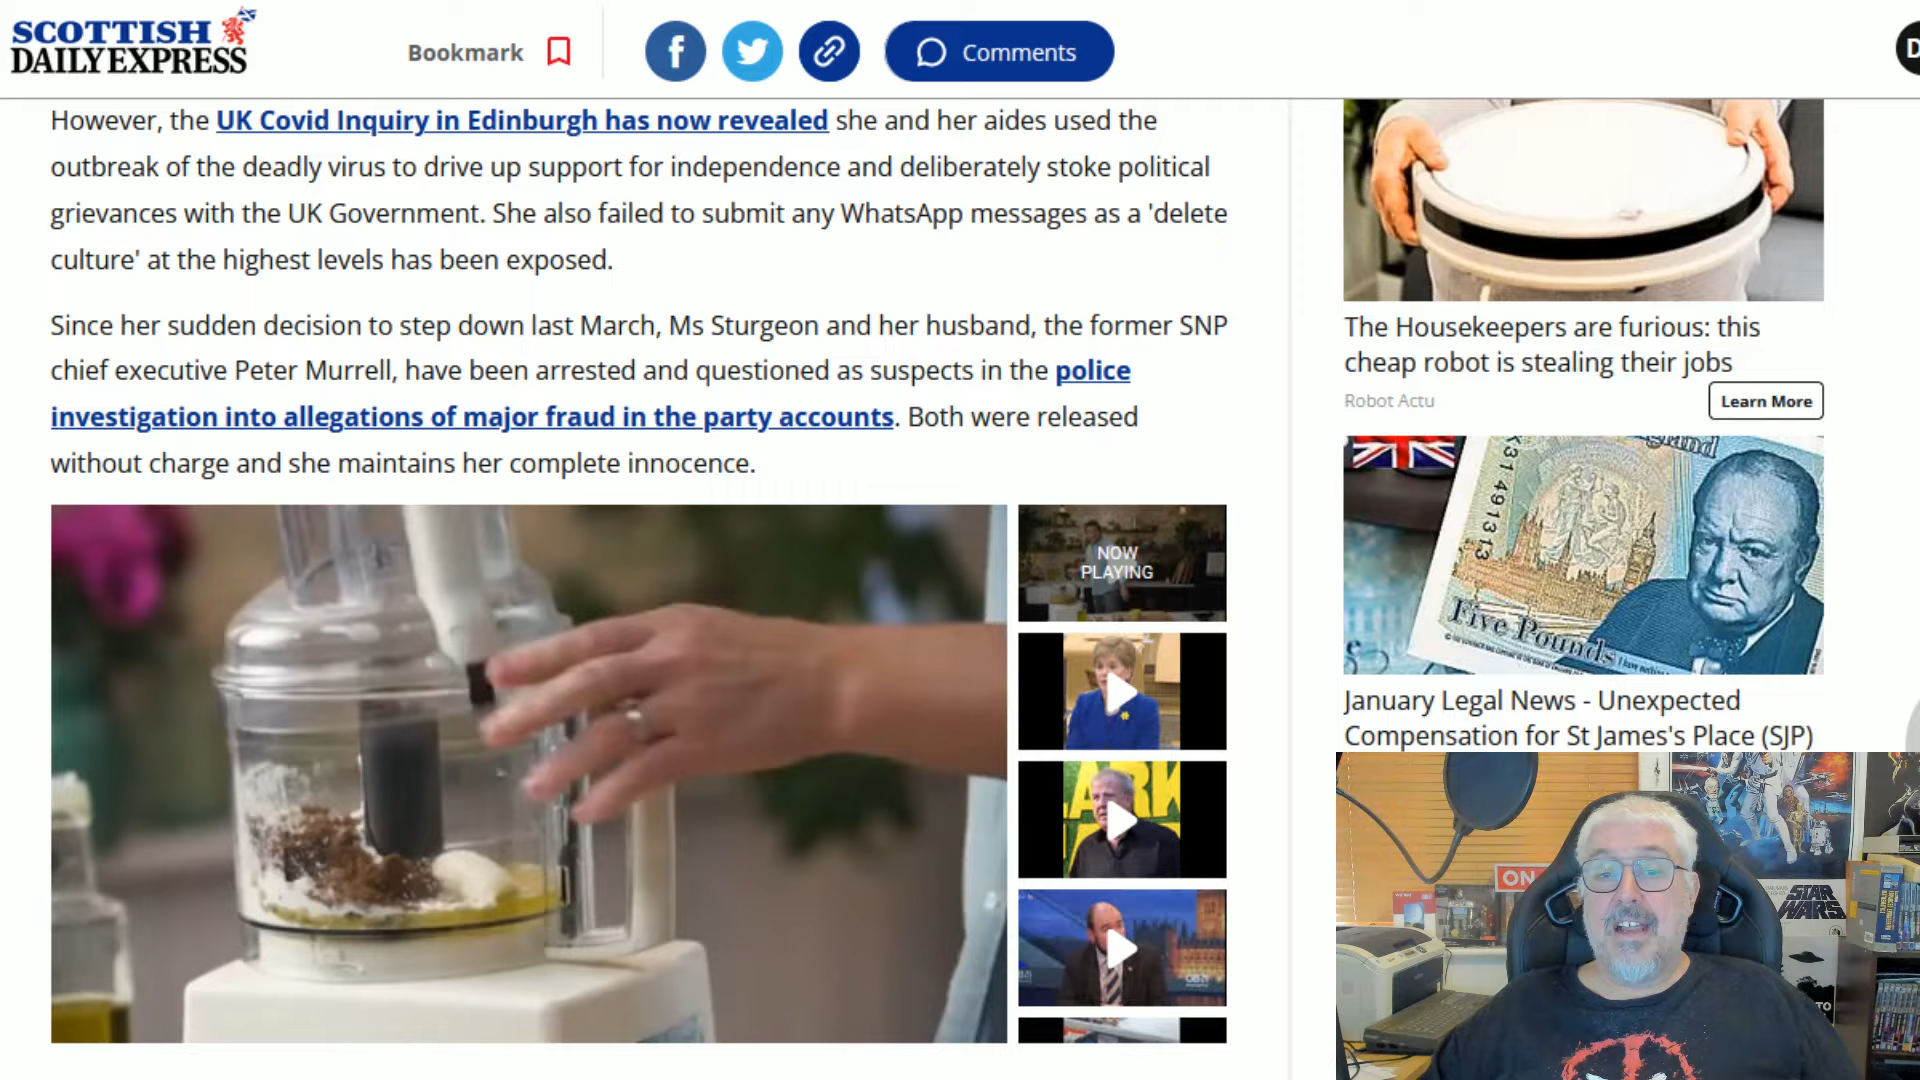 SCOTTISH
DAILY EXPRESS
Bookmark
Comments
D
However, the UK Covid Inquiry in Edinburgh has now revealed she and her aides used the
outbreak of the deadly virus to drive up support for independence and deliberately stoke political
grievances with the UK Government. She also failed to submit any WhatsApp messages as a 'delete
culture' at the highest levels has been exposed.
Since her sudden decision to step down last March, Ms Sturgeon and her husband, the former SNP
chief executive Peter Murrell, have been arrested and questioned as suspects in the police
investigation into allegations of major fraud in the party accounts. Both were released
without charge and she maintains her complete innocence.
NOW
PLAYING
The Housekeepers are furious: this
cheap robot is stealing their jobs
Robot Actu
Learn More
Five Pounds
January Legal News - Unexpected
Compensation for St James's Place (SJP)
ON
STAR
WARS